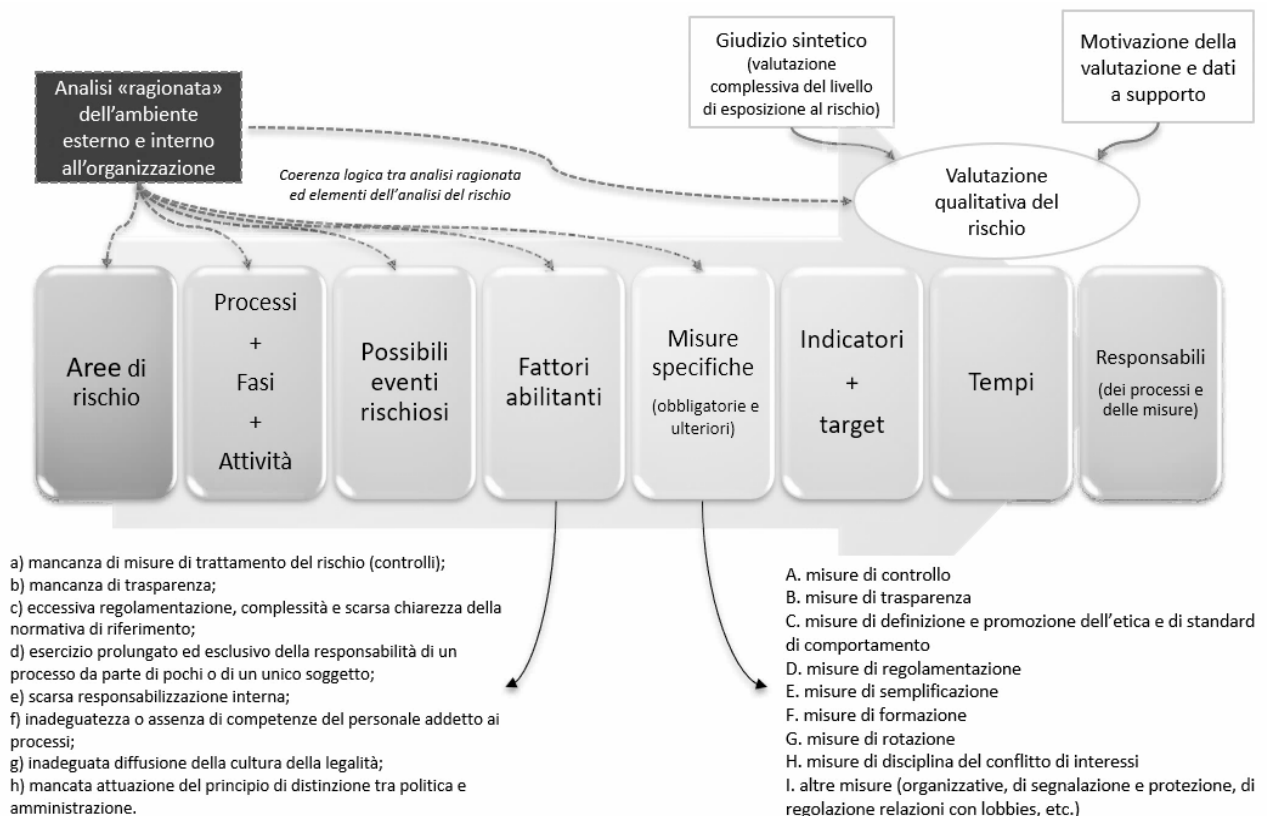 Giudizio sintetico
(valutazione
complessiva del livello
di esposizione al rischio)
Motivazione della
valutazione e dati
a supporto
Analisi «ragionata»
dell’ambiente
esterno e interno
all’organizzazione
Coerenza logica tra analisi ragionata
ed elementi dell’analisi del rischio
Valutazione
qualitativa del
rischio
Aree di
rischio
Processi
+
Fasi
+
Attività
Possibili
eventi
rischiosi
Fattori
abilitanti
Misure
specifiche
(obbligatorie e
ulteriori)
Indicatori
+
target
Tempi
Responsabili
(dei processi e
delle misure)
a) mancanza di misure di trattamento del rischio (controlli);
b) mancanza di trasparenza;
c) eccessiva regolamentazione, complessità e scarsa chiarezza della
normativa di riferimento;
d) esercizio prolungato ed esclusivo della responsabilità di un
processo da parte di pochi o di un unico soggetto;
e) scarsa responsabilizzazione interna;
f) inadeguatezza o assenza di competenze del personale addetto ai
processi;
g) inadeguata diffusione della cultura della legalità;
h) mancata attuazione del principio di distinzione tra politica e
amministrazione.
A. misure di controllo
B. misure di trasparenza
C. misure di definizione e promozione dell’etica e di standard
di comportamento
D. misure di regolamentazione
E. misure di semplificazione
F. misure di formazione
G. misure di rotazione
H. misure di disciplina del conflitto di interessi
I. altre misure (organizzative, di segnalazione e protezione, di
regolazione relazioni con lobbies, etc.)